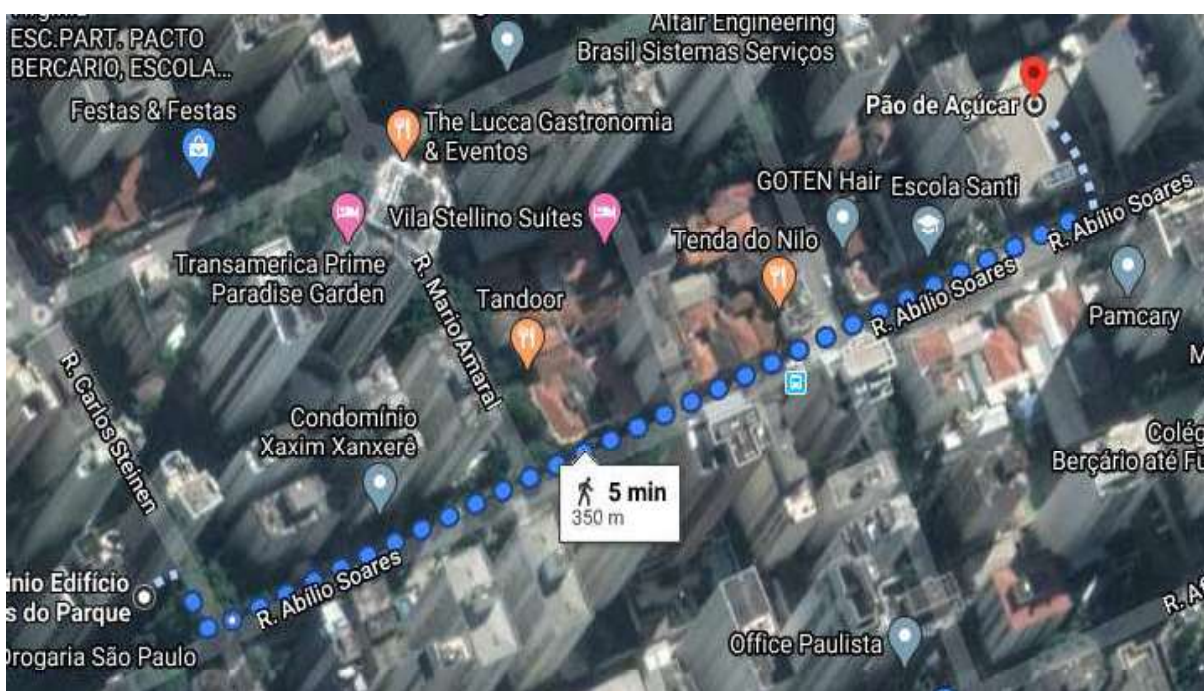 ESC.PART. PACTO
BERCARIO, ESCOLA...
Altair Engineering
Brasil Sistemas Serviços
Festas & Festas
The Lucca Gastronomia
& Eventos
Pão de Açúcar
GOTEN Hair
Escola Santi
Vila Stellino Suítes
Tenda do Nilo
R. Abílio Soares
R. Abílio Soares
Transamerica Prime
Paradise Garden
R. Mario Amaral
Tandoor
Pamcary
M
R. Carlos Steinen
Condomínio
Xaxim Xanxerê
Colég
Berçário até Fu
5 min
350 m
ínio Edifício
s do Parque
R. Abílio Soares
R. A
Drogaria São Paulo
Office Paulista